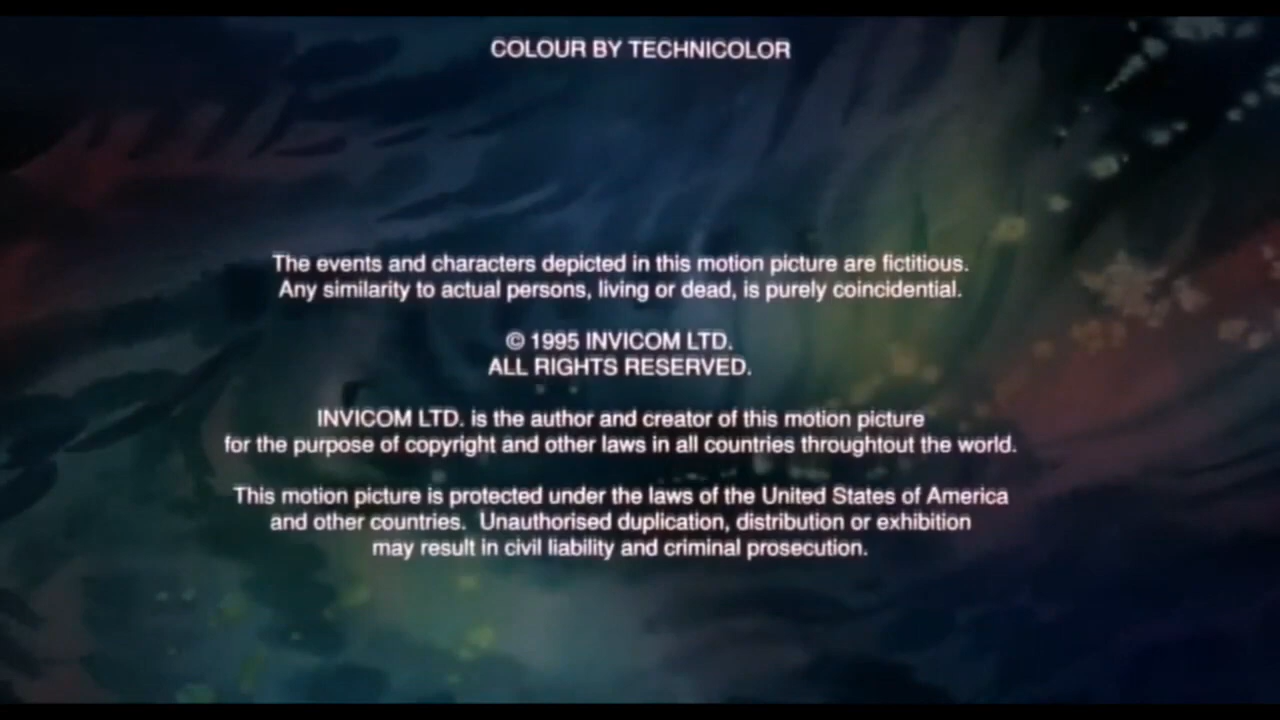 COLOUR BY TECHNICOLOR
The events and characters depicted in this motion picture are fictitious.
Any similarity to actual persons, living or dead, is purely coincidential.
© 1995 INVICOM LTD.
ALL RIGHTS RESERVED.
INVICOM LTD. is the author and creator of this motion picture
for the purpose of copyright and other laws in all countries throughtout the world.
This motion picture is protected under the laws of the United States of America
and other countries. Unauthorised duplication, distribution or exhibition
may result in civil liability and criminal prosecution.